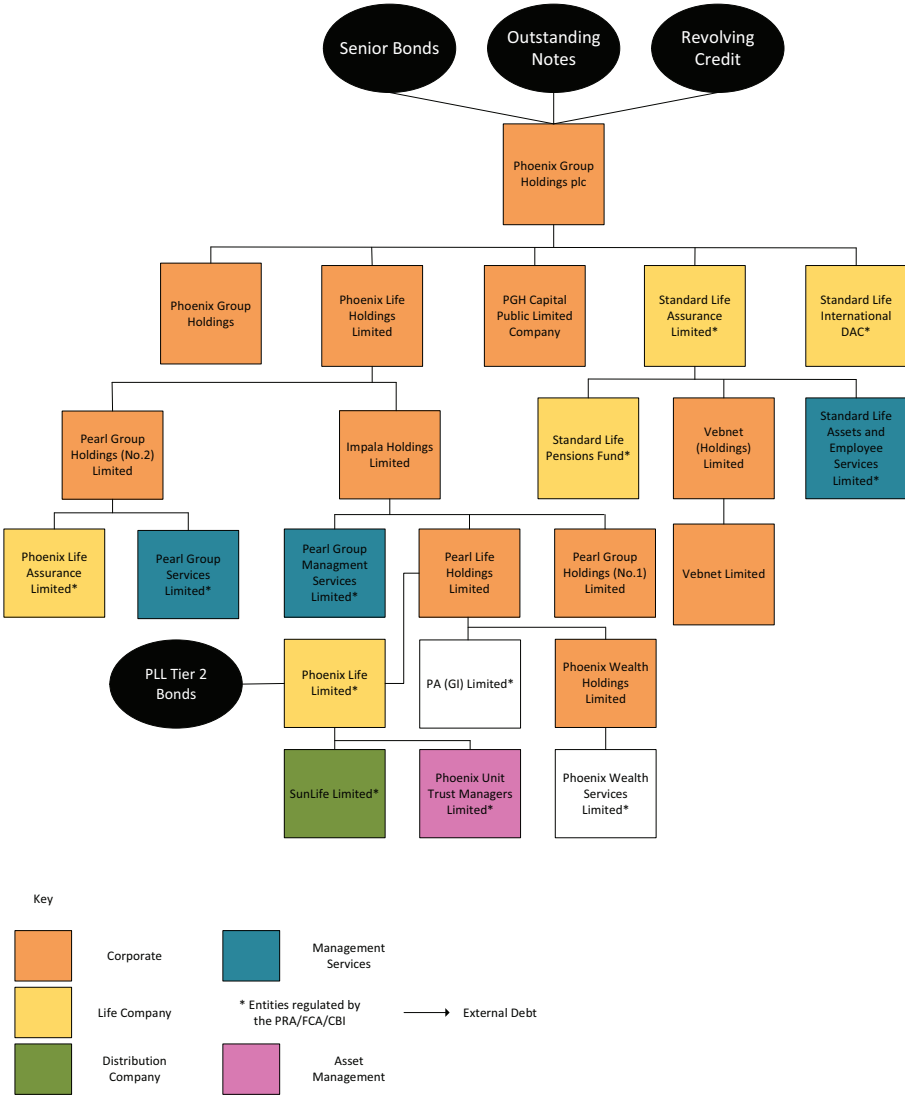 Senior Bonds
Outstanding
Notes
Revolving
Credit
Phoenix Group
Holdings plc
Phoenix Group
Holdings
Phoenix Life
Holdings
Limited
PGH Capital
Public Limited
Company
Standard Life
Assurance
Limited*
Standard Life
International
DAC*
Pearl Group
Holdings (No.2)
Limited
Impala Holdings
Limited
Standard Life
Pensions Fund*
Vebnet
(Holdings)
Limited
Standard Life
Assets and
Employee
Services
Limited*
Phoenix Life
Assurance
Limited*
Pearl Group
Services
Limited*
Pearl Group
Managment
Services
Limited*
Pearl Life
Holdings
Limited
Pearl Group
Holdings (No.1)
Limited
Vebnet Limited
PLL Tier 2
Bonds
Phoenix Life
Limited*
PA (GI) Limited*
Phoenix Wealth
Holdings
Limited
SunLife Limited*
Phoenix Unit
Trust Managers
Limited*
Phoenix Wealth
Services
Limited*
Key
Corporate
Management
Services
Life Company
* Entities regulated by
the PRA/FCA/CBI
External Debt
Distribution
Company
Asset
Management